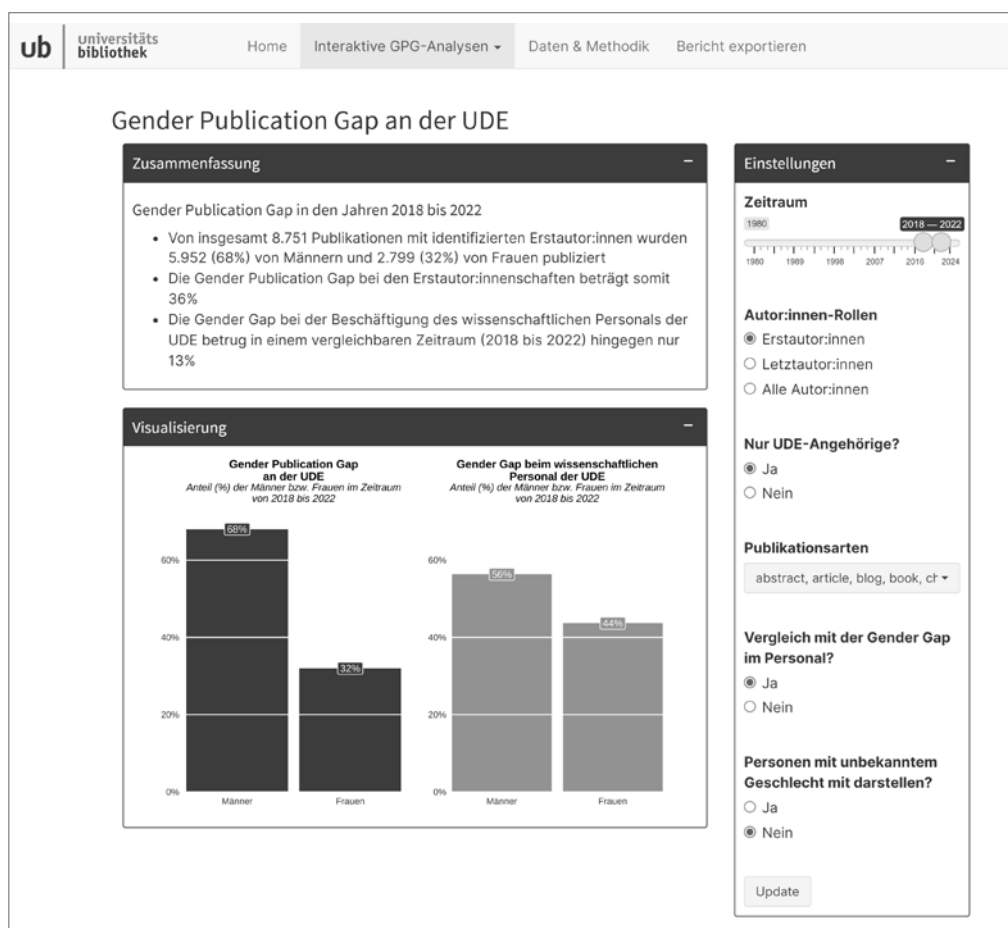 ub universitäts
bibliothek
Home Interaktive GPG-Analysen Daten & Methodik Bericht exportieren
Gender Publication Gap an der UDE
Zusammenfassung −
Gender Publication Gap in den Jahren 2018 bis 2022
• Von insgesamt 8.751 Publikationen mit identifizierten Erstautor:innen wurden
5.952 (68%) von Männern und 2.799 (32%) von Frauen publiziert
• Die Gender Publication Gap bei den Erstautor:innenschaften beträgt somit
36%
• Die Gender Gap bei der Beschäftigung des wissenschaftlichen Personals der
UDE betrug in einem vergleichbaren Zeitraum (2018 bis 2022) hingegen nur
13%
Visualisierung −
Gender Publication Gap
an der UDE
Anteil (%) der Männer bzw. Frauen im Zeitraum
von 2018 bis 2022
68%
60%
40%
32%
20%
0%
Männer Frauen
Gender Gap beim wissenschaftlichen
Personal der UDE
Anteil (%) der Männer bzw. Frauen im Zeitraum
von 2018 bis 2022
60%
56%
44%
40%
20%
0%
Männer Frauen
Einstellungen −
Zeitraum
1980 2018 — 2022
1980 1989 1998 2007 2016 2024
Autor:innen-Rollen
Erstautor:innen
Letztautor:innen
Alle Autor:innen
Nur UDE-Angehörige?
Ja
Nein
Publikationsarten
abstract, article, blog, book, ch
Vergleich mit der Gender Gap
im Personal?
Ja
Nein
Personen mit unbekanntem
Geschlecht mit darstellen?
Ja
Nein
Update